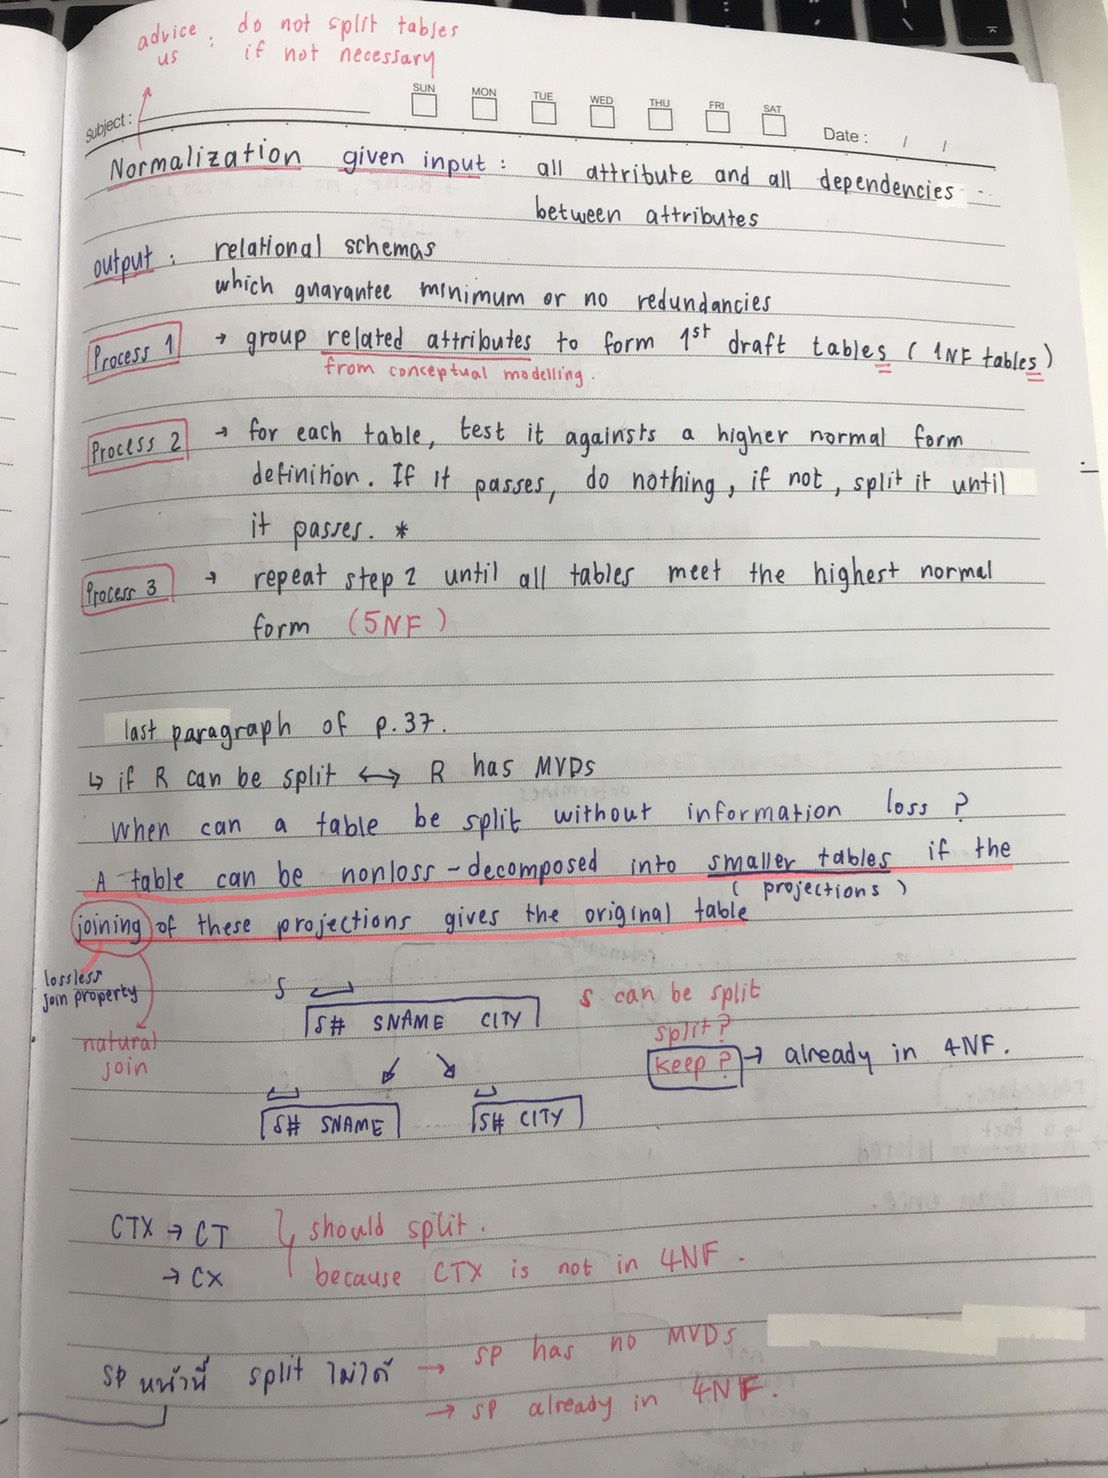 advice : do not split tables
us if not necessary
Subject :
SUN MON TUE WED THU FRI SAT
Date : / /
Normalization given input : all attribute and all dependencies
between attributes
output : relational schemas
which guarantee minimum or no redundancies
Process 1 → group related attributes to form 1st draft tables (1NF tables)
from conceptual modelling.
Process 2 → for each table, test it againsts a higher normal form
definition. If it passes, do nothing, if not, split it until
it passes. *
Process 3 → repeat step 2 until all tables meet the highest normal
form (5NF)
last paragraph of p.37.
↳ if R can be split ↔ R has MVDs
When can a table be split without information loss ?
A table can be nonloss-decomposed into smaller tables if the
(projections)
joining of these projections gives the original table
lossless
join property
natural
join
S
S# SNAME CITY
S can be split
split?
keep? → already in 4NF.
S# SNAME
S# CITY
CTX → CT should split.
→ CX because CTX is not in 4NF.
SP หน้านี้ split ไม่ได้ → SP has no MVDs
→ SP already in 4NF.